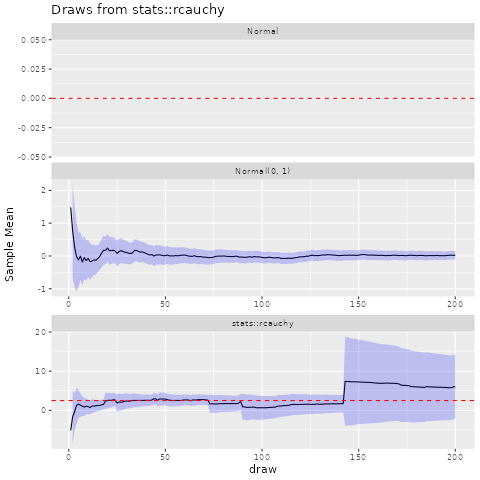 Draws from stats::rcauchy
Normal
0.050
0.025
0.000
-0.025
-0.050
Normal(0, 1)
2
1
0
-1
stats::rcauchy
20
10
0
0
50
100
150
200
draw
Sample Mean